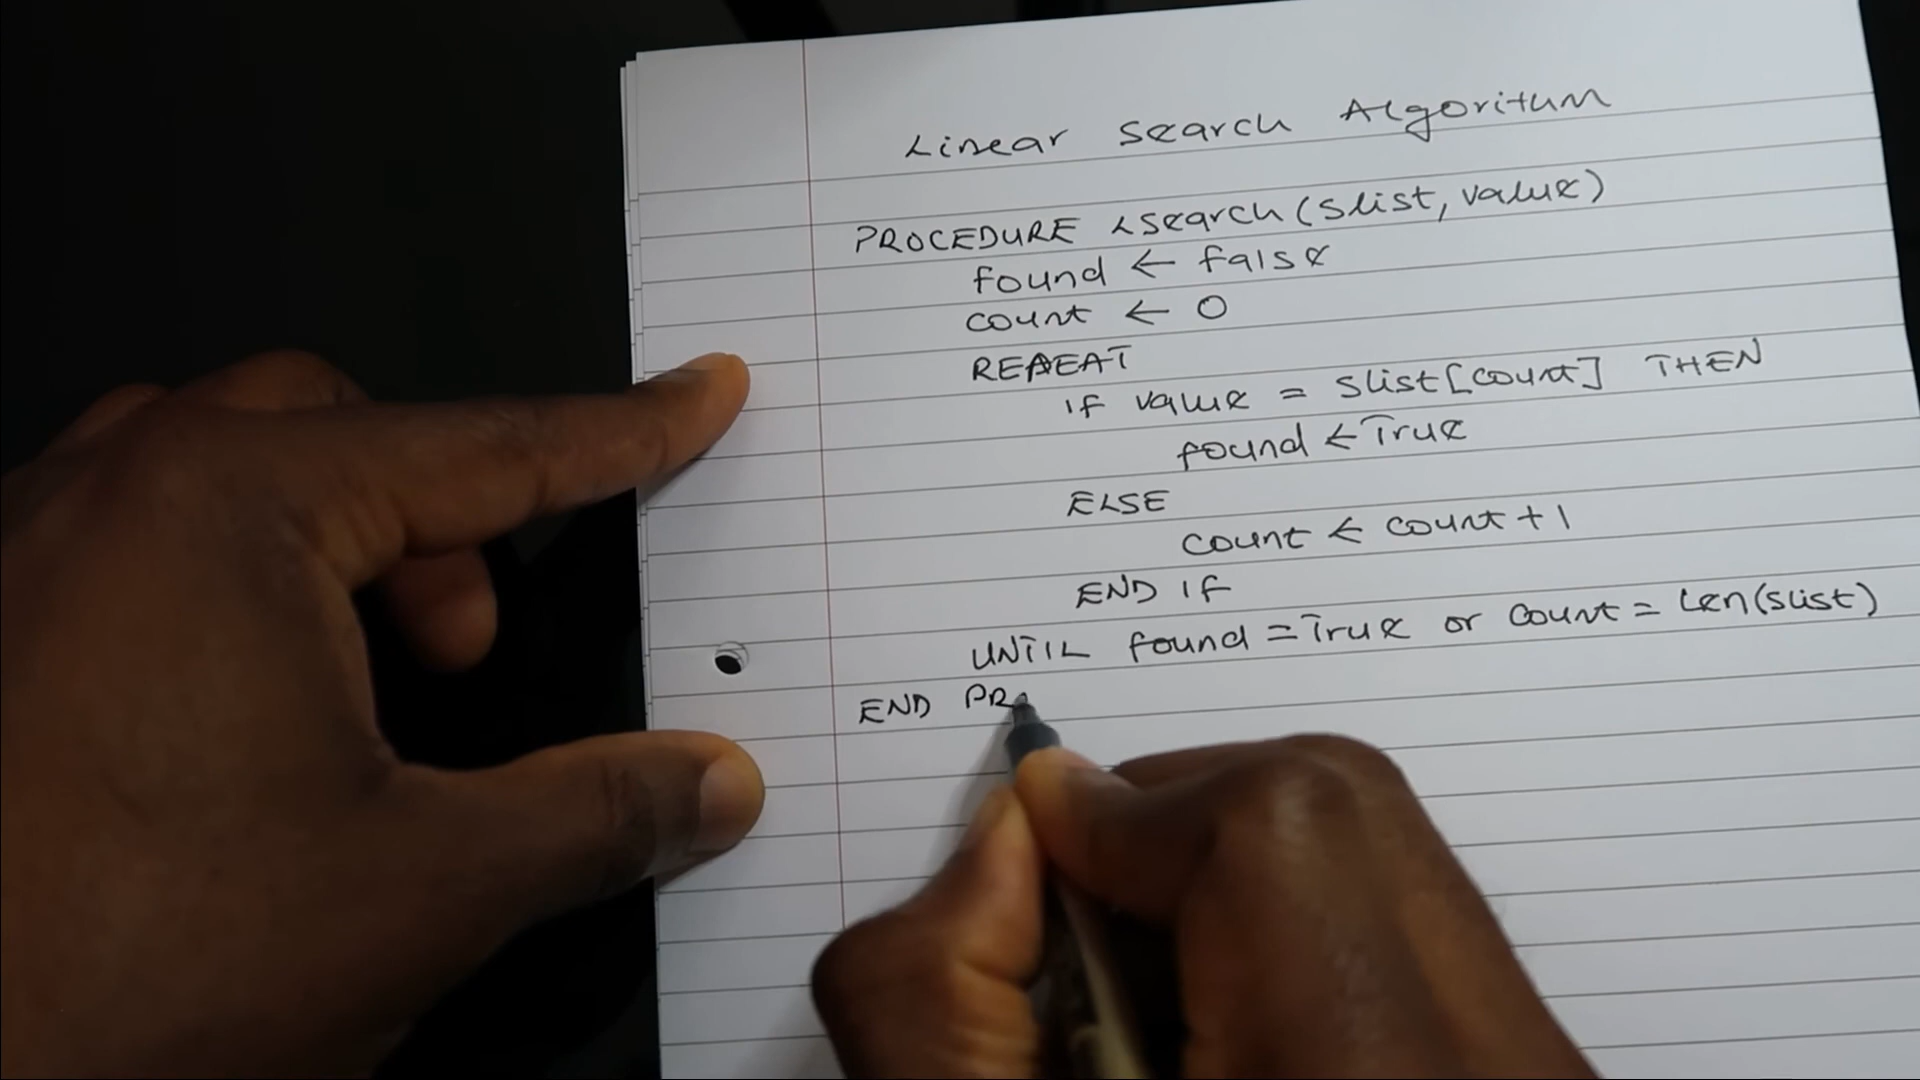 Linear Search Algorithm
PROCEDURE Lsearch(slist, value)
found ← false
count ← 0
REPEAT
IF value = slist[count] THEN
found ← True
ELSE
count ← count + 1
END IF
UNTIL found = True or count = Len(slist)
END PR